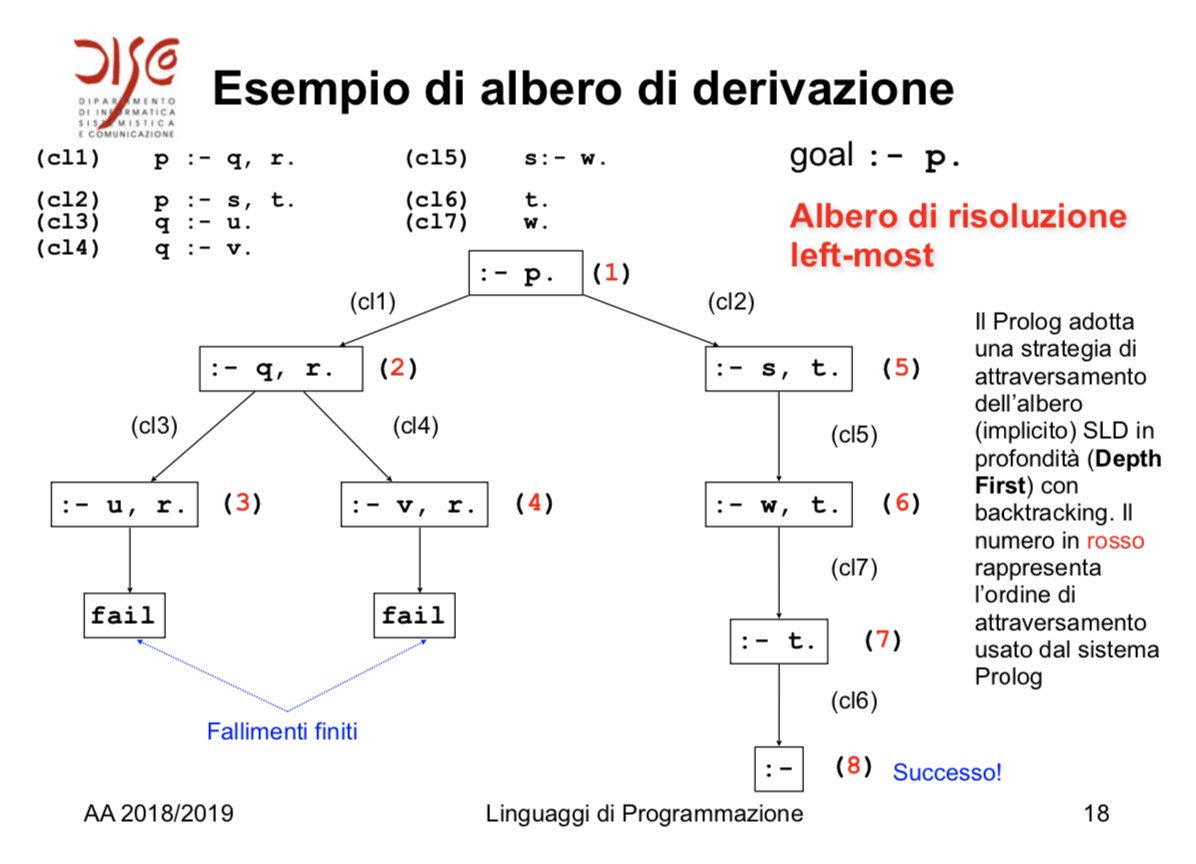 DISCo
DIPARTIMENTO
DI INFORMATICA
SISTEMISTICA
E COMUNICAZIONE
Esempio di albero di derivazione
(cl1) p :- q, r.
(cl2) p :- s, t.
(cl3) q :- u.
(cl4) q :- v.
(cl5) s:- w.
(cl6) t.
(cl7) w.
goal :- p.
Albero di risoluzione
left-most
:- p. (1)
(cl1) (cl2)
:- q, r. (2) :- s, t. (5)
(cl3) (cl4) (cl5)
:- u, r. (3) :- v, r. (4) :- w, t. (6)
(cl7)
fail fail :- t. (7)
(cl6)
Fallimenti finiti
:- (8) Successo!
Il Prolog adotta
una strategia di
attraversamento
dell'albero
(implicito) SLD in
profondità (Depth
First) con
backtracking. Il
numero in rosso
rappresenta
l'ordine di
attraversamento
usato dal sistema
Prolog
AA 2018/2019 Linguaggi di Programmazione 18